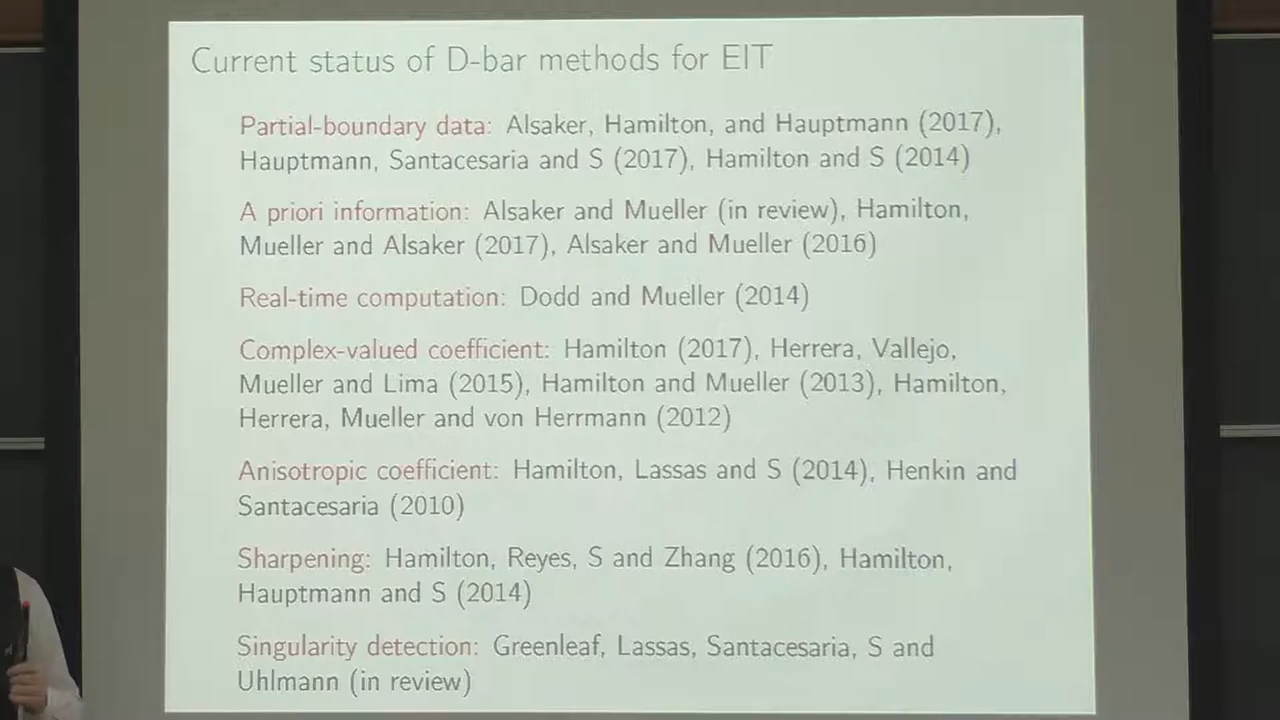 Current status of D-bar methods for EIT
Partial-boundary data: Alsaker, Hamilton, and Hauptmann (2017),
Hauptmann, Santacesaria and S (2017), Hamilton and S (2014)
A priori information: Alsaker and Mueller (in review), Hamilton,
Mueller and Alsaker (2017), Alsaker and Mueller (2016)
Real-time computation: Dodd and Mueller (2014)
Complex-valued coefficient: Hamilton (2017), Herrera, Vallejo,
Mueller and Lima (2015), Hamilton and Mueller (2013), Hamilton,
Herrera, Mueller and von Herrmann (2012)
Anisotropic coefficient: Hamilton, Lassas and S (2014), Henkin and
Santacesaria (2010)
Sharpening: Hamilton, Reyes, S and Zhang (2016), Hamilton,
Hauptmann and S (2014)
Singularity detection: Greenleaf, Lassas, Santacesaria, S and
Uhlmann (in review)